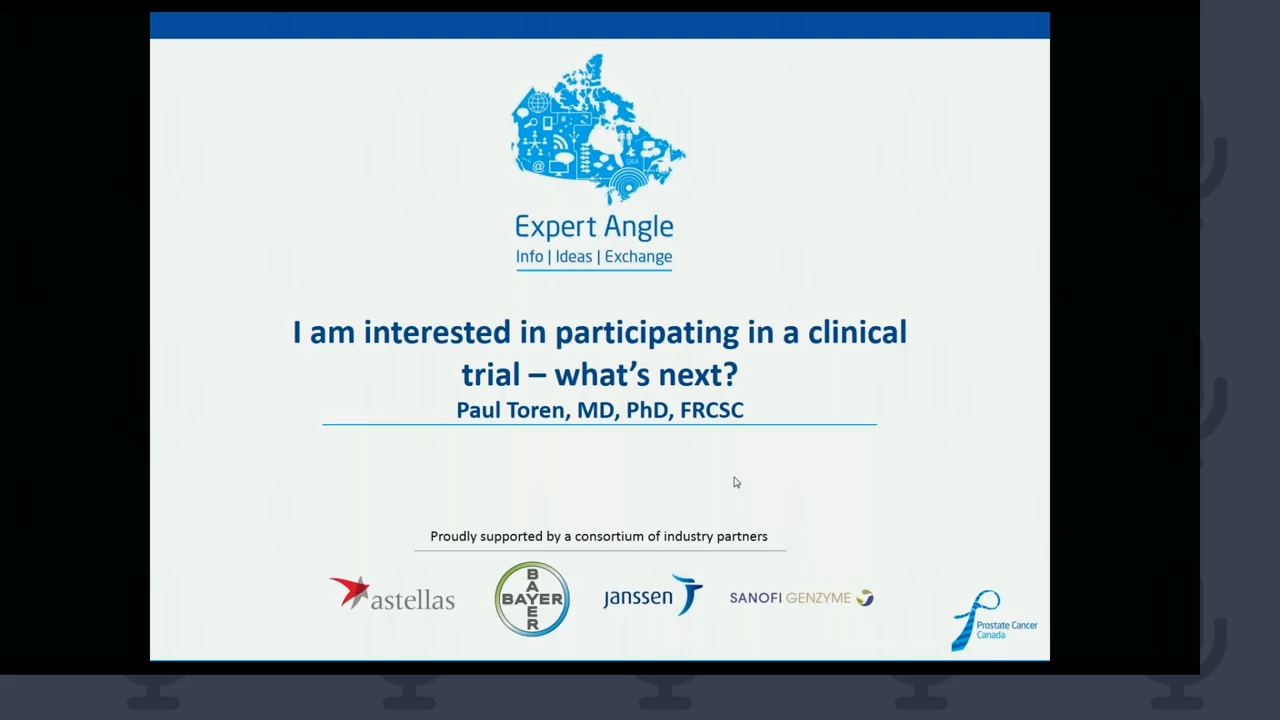 Expert Angle
Info | Ideas | Exchange
I am interested in participating in a clinical
trial – what's next?
Paul Toren, MD, PhD, FRCSC
Proudly supported by a consortium of industry partners
astellas
BAYER
BAYER
janssen
SANOFI GENZYME
Prostate Cancer
Canada